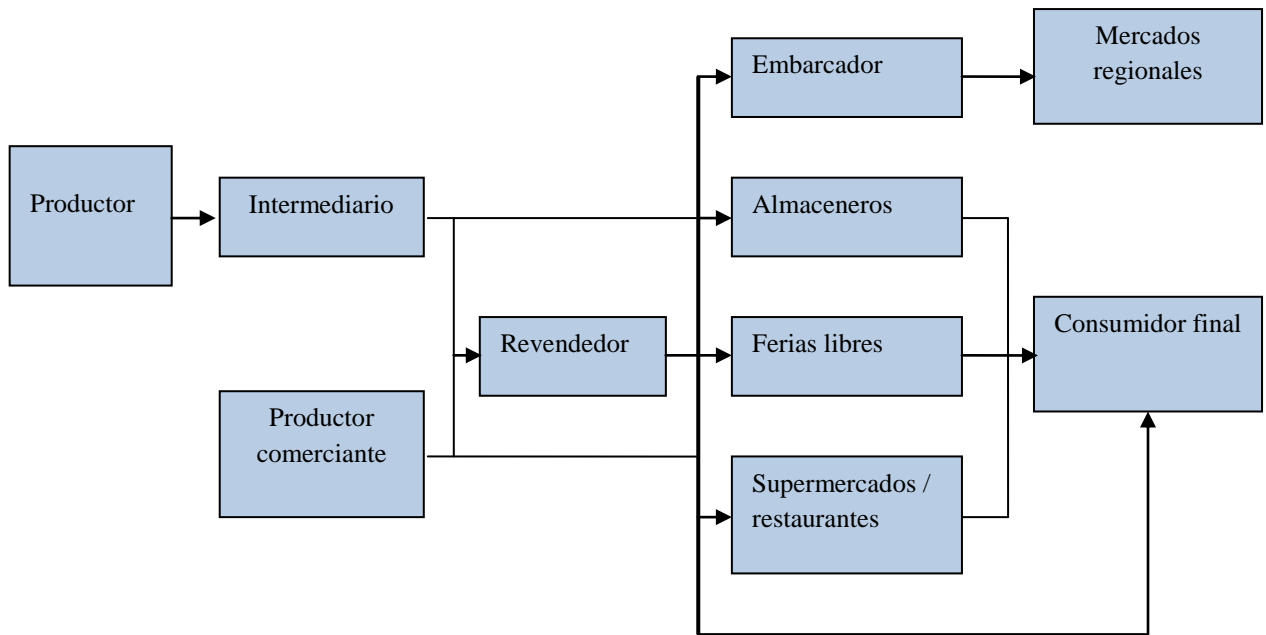 Embarcador
Mercados
regionales
Productor
Intermediario
Almaceneros
Revendedor
Ferias libres
Consumidor final
Productor
comerciante
Supermercados /
restaurantes